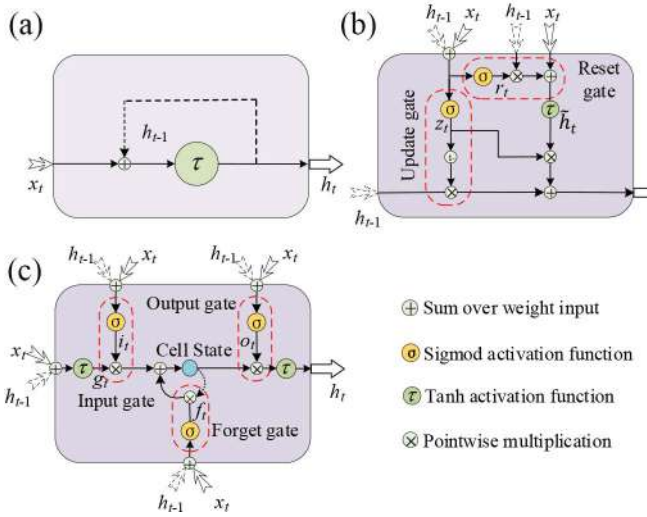 (a)
h_{t-1}
τ
x_t
h_t
(b)
h_{t-1} x_t h_{t-1} x_t
σ
r_t
Reset
gate
σ
z_t
τ
h̃_t
Update gate
h_{t-1}
(c)
h_{t-1} x_t
h_{t-1} x_t
Output gate
σ
i_t
σ
o_t
x_t
τ
g_t
Cell State
τ
h_{t-1}
h_t
Input gate
f_t
σ
Forget gate
h_{t-1}
x_t
Sum over weight input
σ Sigmod activation function
τ Tanh activation function
Pointwise multiplication